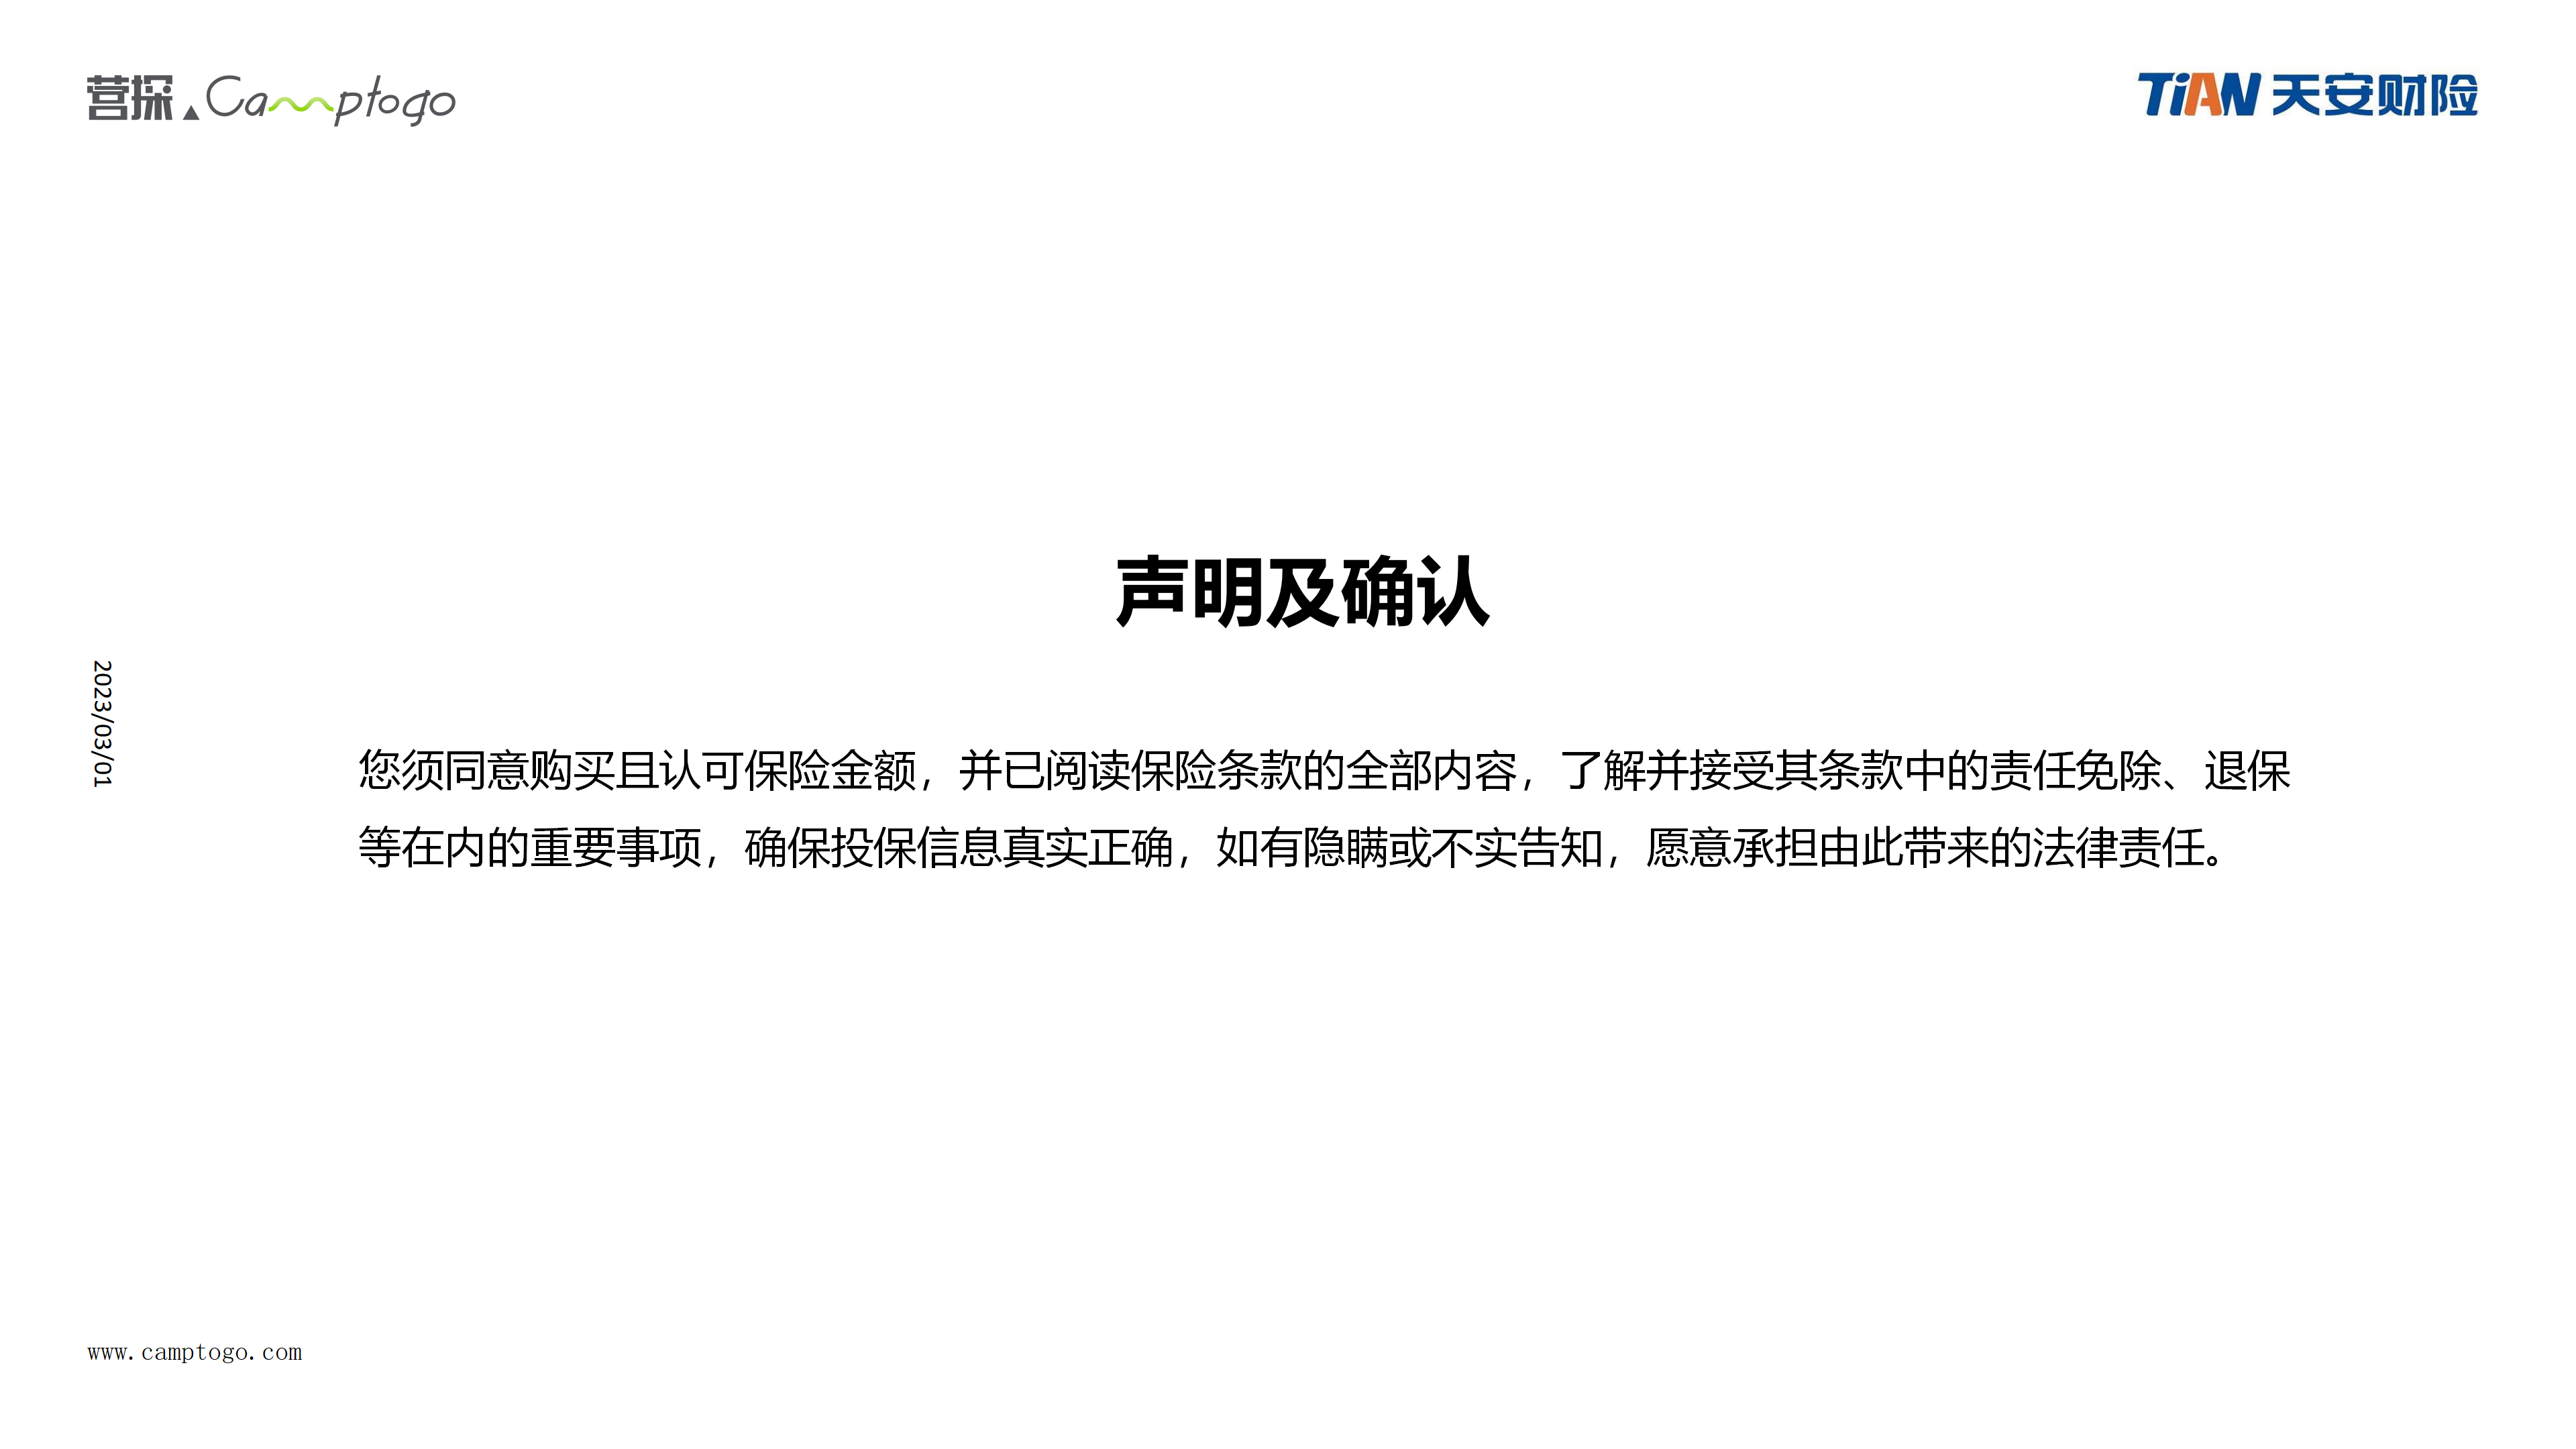 营探 Camptogo
TiAN 天安财险
声明及确认
2023/03/01
您须同意购买且认可保险金额，并已阅读保险条款的全部内容，了解并接受其条款中的责任免除、退保
等在内的重要事项，确保投保信息真实正确，如有隐瞒或不实告知，愿意承担由此带来的法律责任。
www.camptogo.com